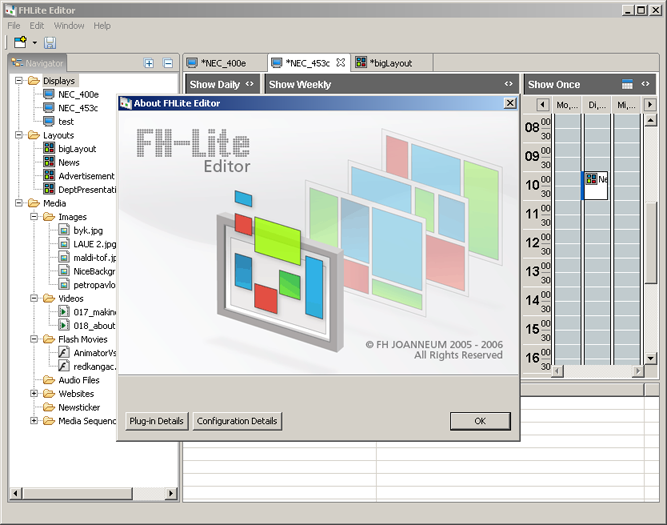 FHLite Editor
File Edit Window Help
Navigator
*NEC_400e *NEC_453c *bigLayout
Displays
NEC_400e
NEC_453c
test
Layouts
bigLayout
News
Advertisement
DeptPresentati
Media
Images
byk.jpg
LAUE 2.jpg
maldi-tof.jp
NiceBackgr
petropavlo
Videos
017_makin
018_about
Flash Movies
AnimatorVs
redkangac.
Audio Files
Websites
Newsticker
Media Sequenc
Show Daily Show Weekly Show Once
Mo,... Di,... Mi,...
08 00
30
09 00
30
10 00
30
11 00
30
12 00
30
13 00
30
14 00
30
15 00
30
16 00
30
Ne
About FHLite Editor
FH-Lite
Editor
© FH JOANNEUM 2005 - 2006
All Rights Reserved
Plug-in Details Configuration Details OK